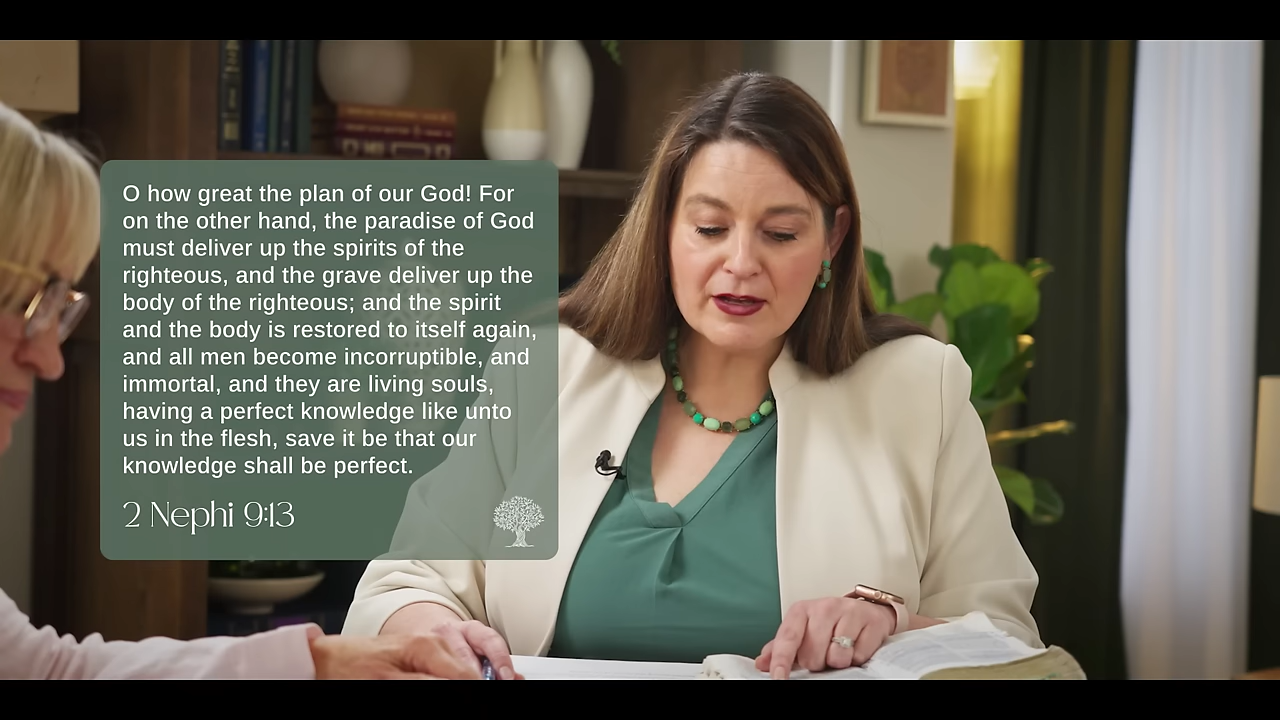 O how great the plan of our God! For
on the other hand, the paradise of God
must deliver up the spirits of the
righteous, and the grave deliver up the
body of the righteous; and the spirit
and the body is restored to itself again,
and all men become incorruptible, and
immortal, and they are living souls,
having a perfect knowledge like unto
us in the flesh, save it be that our
knowledge shall be perfect.
2 Nephi 9:13